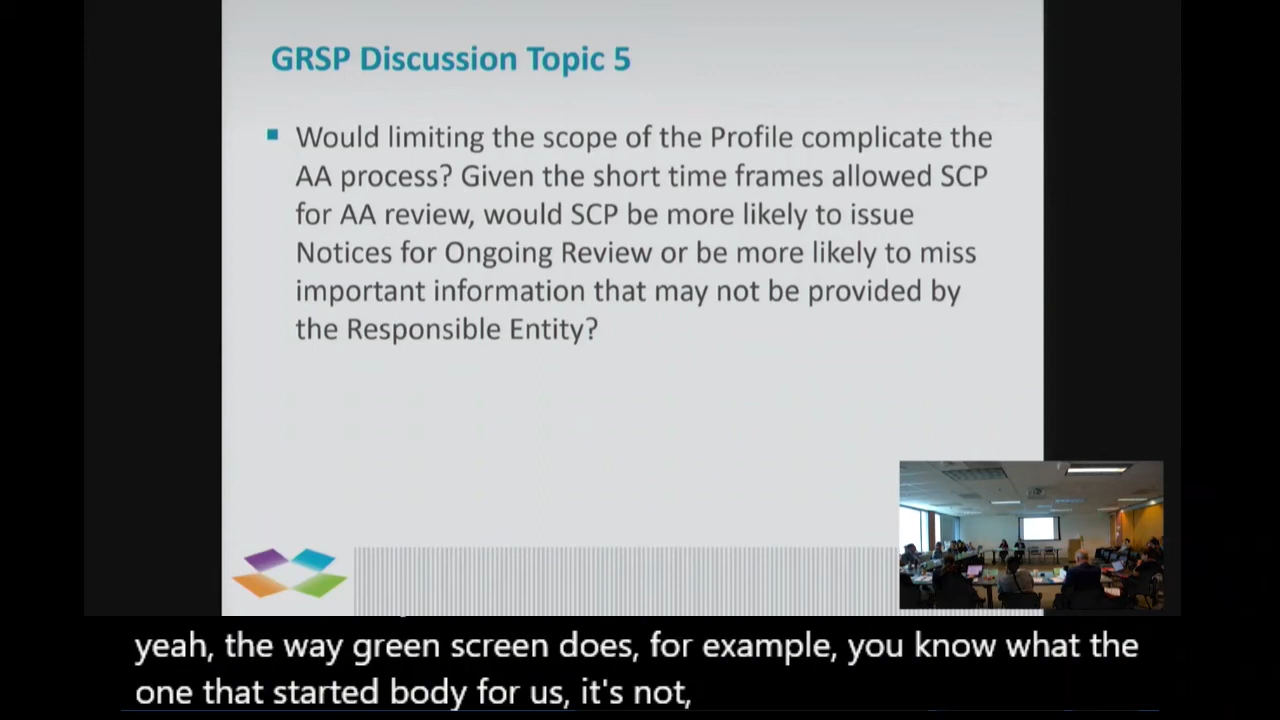 GRSP Discussion Topic 5
Would limiting the scope of the Profile complicate the
AA process? Given the short time frames allowed SCP
for AA review, would SCP be more likely to issue
Notices for Ongoing Review or be more likely to miss
important information that may not be provided by
the Responsible Entity?
yeah, the way green screen does, for example, you know what the
one that started body for us, it's not,